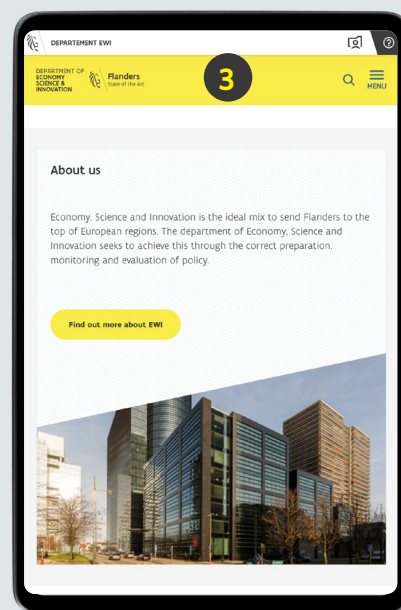 DEPARTEMENT EWI
DEPARTMENT OF
ECONOMY
SCIENCE &
INNOVATION
Flanders
State of the Art
3
MENU
About us
Economy, Science and Innovation is the ideal mix to send Flanders to the
top of European regions. The department of Economy, Science and
Innovation seeks to achieve this through the correct preparation,
monitoring and evaluation of policy.
Find out more about EWI